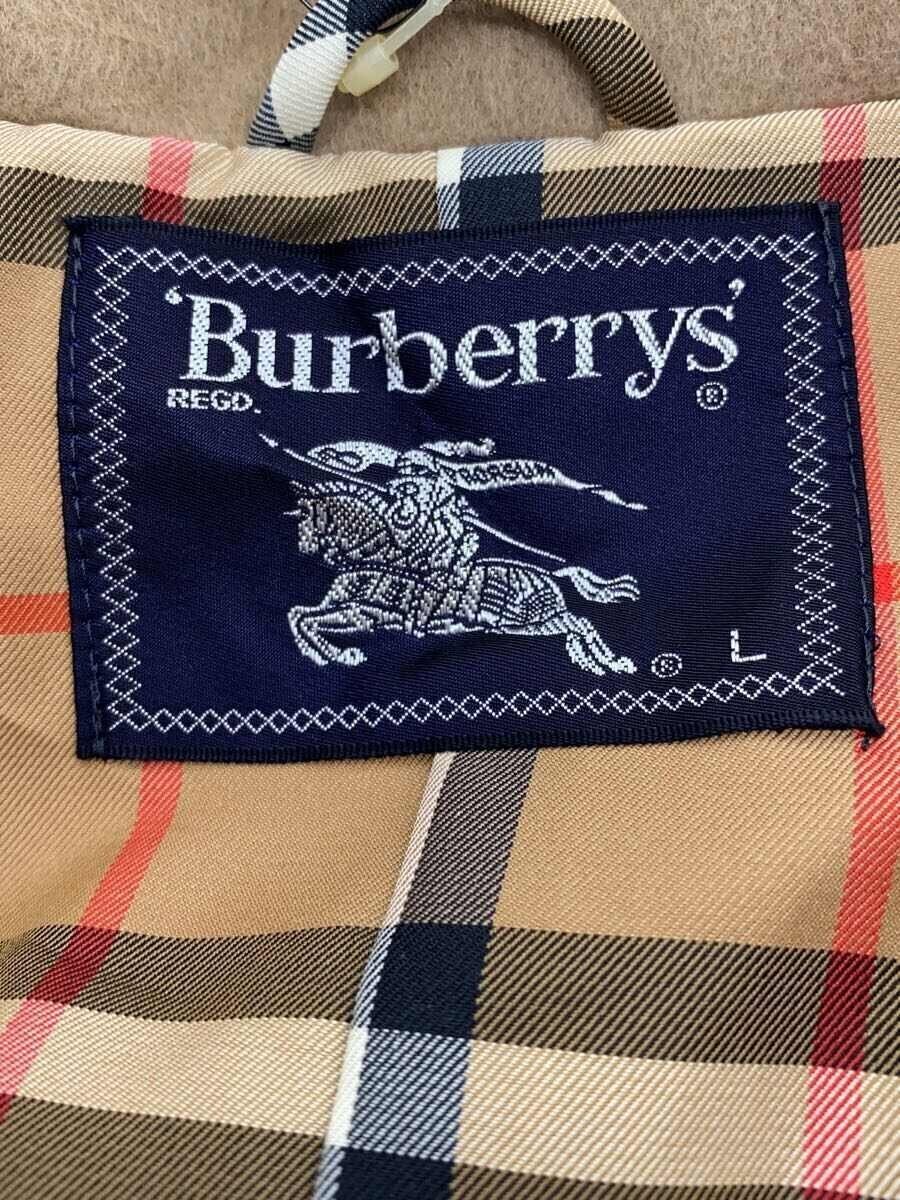 'Burberrys'
REGD. ®
® L